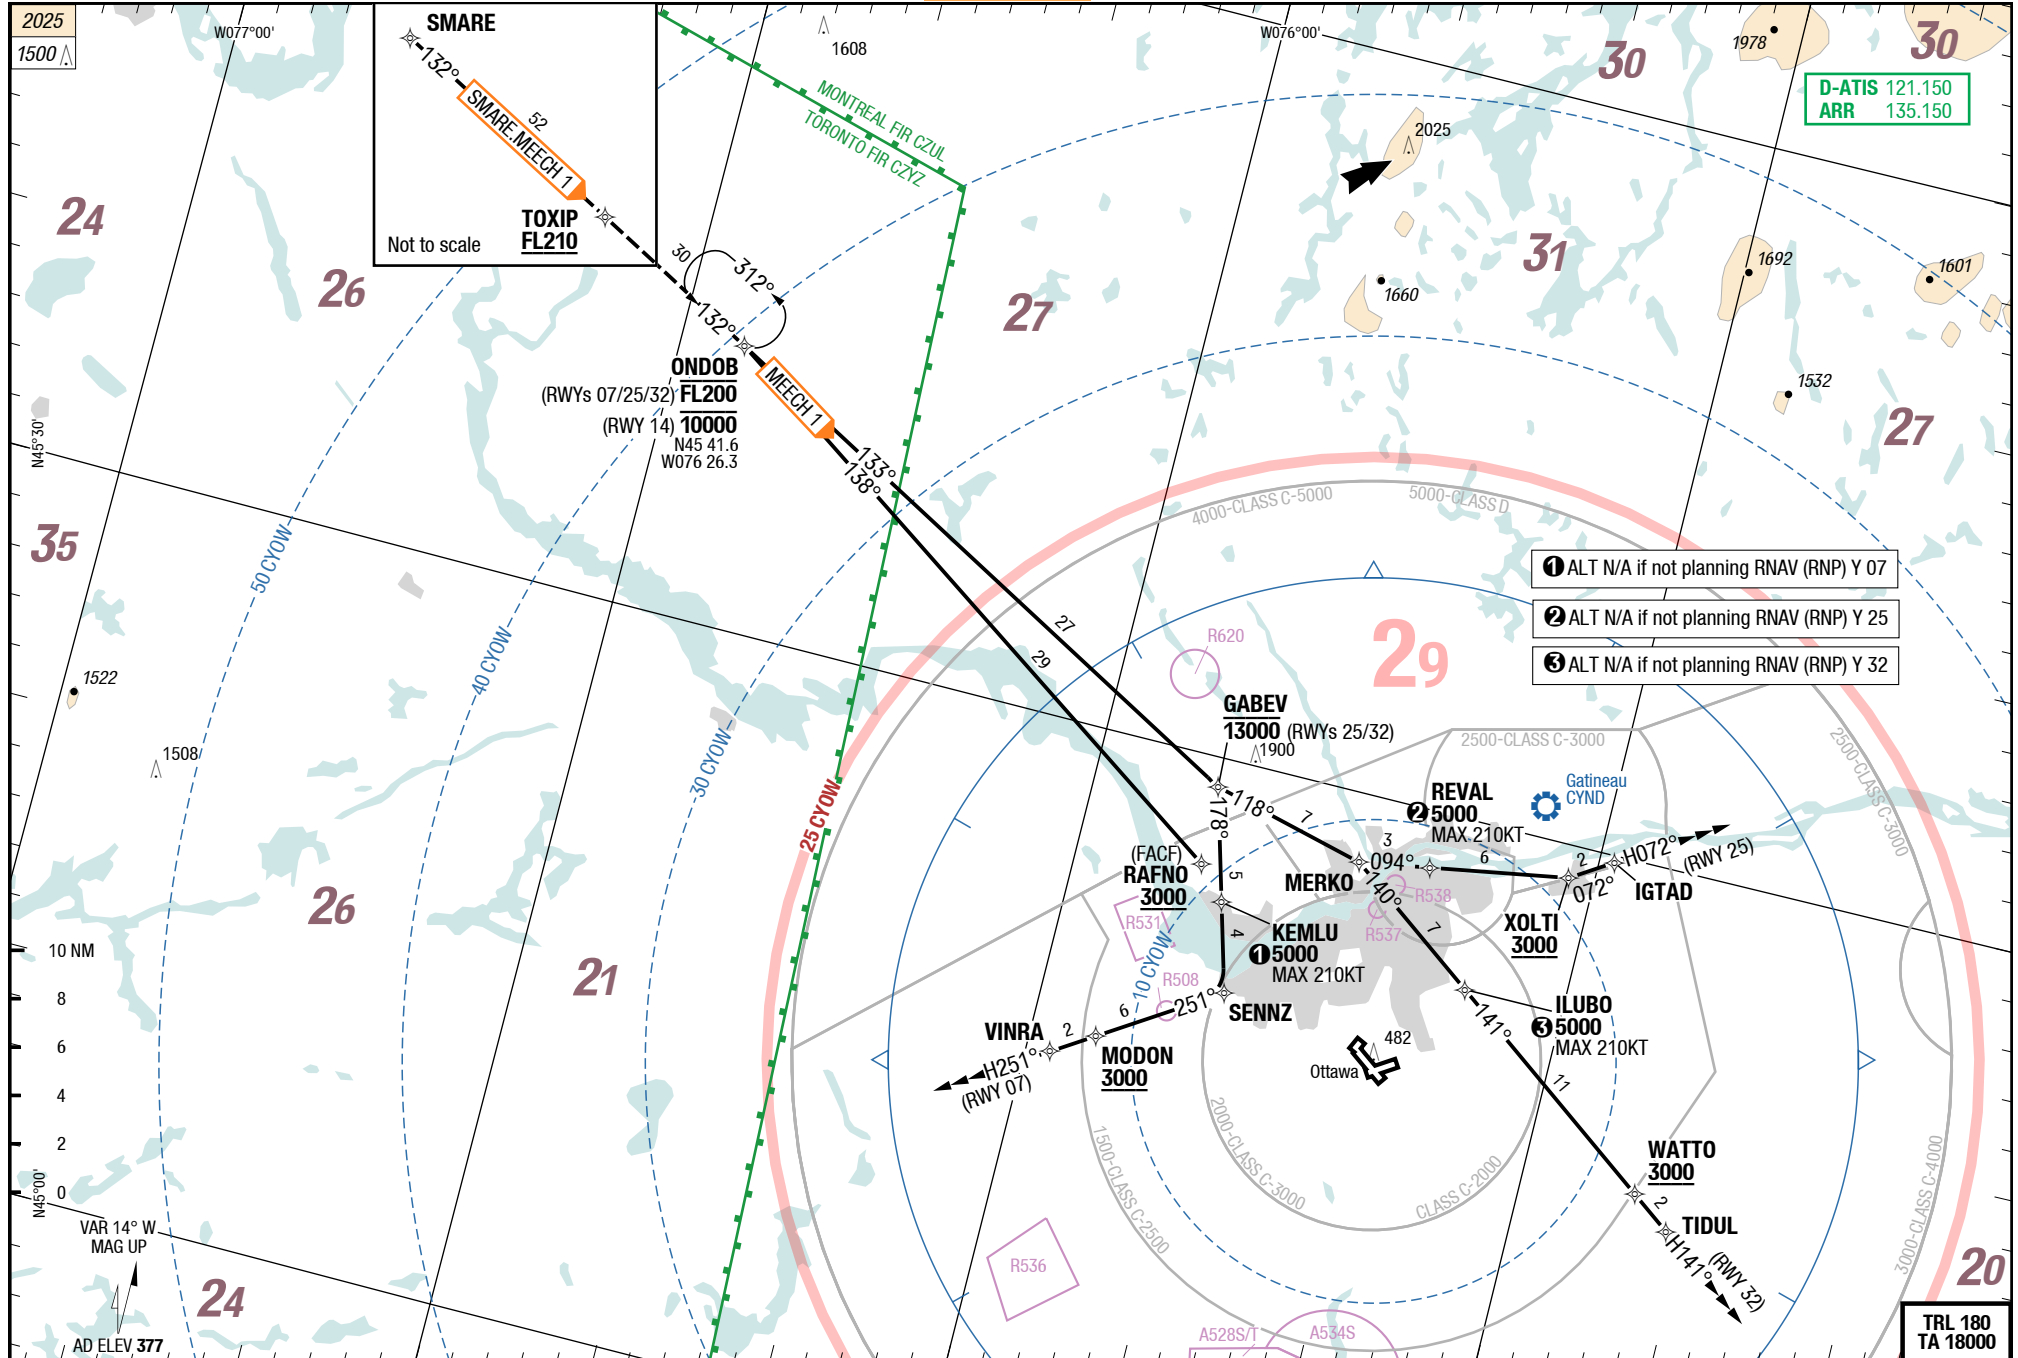 2025
1500
W077°00'
SMARE
132°
52
SMARE.MEECH 1
TOXIP
FL210
Not to scale
1608
MONTREAL FIR CZUL
TORONTO FIR CZYZ
W076°00'
30
1978
30
D-ATIS 121.150
ARR 135.150
2025
24
26
30
312°
132°
27
31
1692
1601
1660
1532
27
ONDOB
(RWYs 07/25/32) FL200
(RWY 14) 10000
N45 41.6
W076 26.3
MEECH 1
133°
138°
N45°30'
35
50 CYOW
40 CYOW
30 CYOW
25 CYOW
10 CYOW
4000-CLASS C-5000
5000-CLASS D
1 ALT N/A if not planning RNAV (RNP) Y 07
2 ALT N/A if not planning RNAV (RNP) Y 25
3 ALT N/A if not planning RNAV (RNP) Y 32
27
29
R620
29
1522
1508
GABEV
13000 (RWYs 25/32)
1900
2500-CLASS C-3000
2500-CLASS C-3000
118°
7
178°
2 REVAL
5000
MAX 210KT
Gatineau
CYND
(FACF)
RAFNO
3000
5
MERKO
3
094°
6
2
H072°
(RWY 25)
072°
IGTAD
140°
R538
R537
7
XOLTI
3000
R531
4
KEMLU
1 5000
MAX 210KT
R508
251°
SENNZ
6
VINRA
2
H251°
(RWY 07)
MODON
3000
ILUBO
3 5000
MAX 210KT
141°
11
482
Ottawa
26
21
10 NM
8
6
4
2
0
N45°00'
VAR 14° W
MAG UP
24
AD ELEV 377
2000-CLASS C-3000
CLASS C-2000
1500-CLASS C-2500
3000-CLASS C-4000
WATTO
3000
2
TIDUL
H141°
(RWY 32)
R536
A528S/T
A534S
20
TRL 180
TA 18000